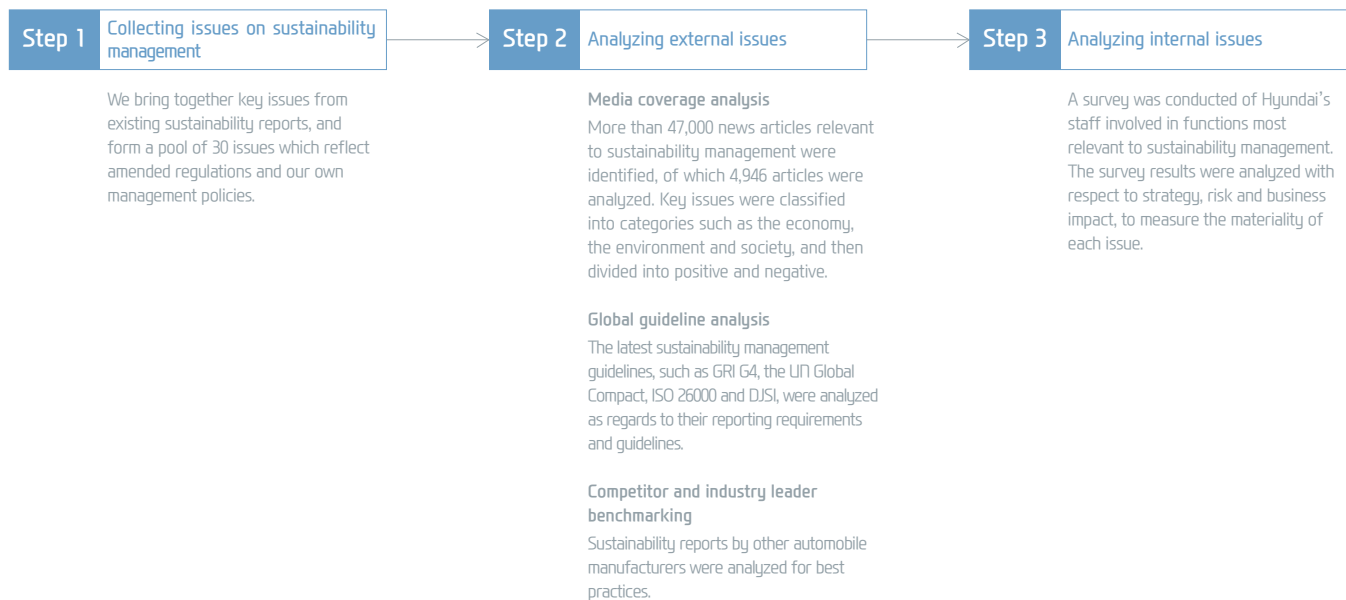 Step 1
Collecting issues on sustainability
management
We bring together key issues from
existing sustainability reports, and
form a pool of 30 issues which reflect
amended regulations and our own
management policies.
Step 2
Analyzing external issues
Media coverage analysis
More than 47,000 news articles relevant
to sustainability management were
identified, of which 4,946 articles were
analyzed. Key issues were classified
into categories such as the economy,
the environment and society, and then
divided into positive and negative.
Global guideline analysis
The latest sustainability management
guidelines, such as GRI G4, the UN Global
Compact, ISO 26000 and DJSI, were analyzed
as regards to their reporting requirements
and guidelines.
Competitor and industry leader
benchmarking
Sustainability reports by other automobile
manufacturers were analyzed for best
practices.
Step 3
Analyzing internal issues
A survey was conducted of Hyundai's
staff involved in functions most
relevant to sustainability management.
The survey results were analyzed with
respect to strategy, risk and business
impact, to measure the materiality of
each issue.